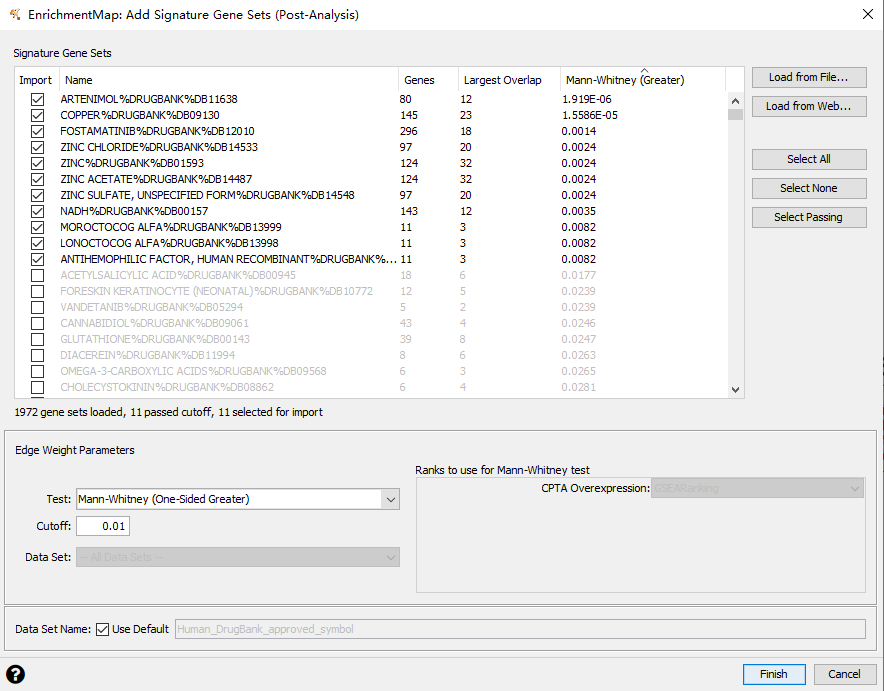 EnrichmentMap: Add Signature Gene Sets (Post-Analysis)
Signature Gene Sets
Import Name Genes Largest Overlap Mann-Whitney (Greater)
ARTENIMOL%DRUGBANK%DB11638 80 12 1.919E-06
COPPER%DRUGBANK%DB09130 145 23 1.5586E-05
FOSTAMATINIB%DRUGBANK%DB12010 296 18 0.0014
ZINC CHLORIDE%DRUGBANK%DB14533 97 20 0.0024
ZINC%DRUGBANK%DB01593 124 32 0.0024
ZINC ACETATE%DRUGBANK%DB14487 124 32 0.0024
ZINC SULFATE, UNSPECIFIED FORM%DRUGBANK%DB14548 97 20 0.0024
NADH%DRUGBANK%DB00157 143 12 0.0035
MOROCTOCOG ALFA%DRUGBANK%DB13999 11 3 0.0082
LONOCTOCOG ALFA%DRUGBANK%DB13998 11 3 0.0082
ANTIHEMOPHILIC FACTOR, HUMAN RECOMBINANT%DRUGBANK%... 11 3 0.0082
ACETYLSALICYLIC ACID%DRUGBANK%DB00945 18 6 0.0177
FORESKIN KERATINOCYTE (NEONATAL)%DRUGBANK%DB10772 12 5 0.0239
VANDETANIB%DRUGBANK%DB05294 5 2 0.0239
CANNABIDIOL%DRUGBANK%DB09061 43 4 0.0246
GLUTATHIONE%DRUGBANK%DB00143 39 8 0.0247
DIACEREIN%DRUGBANK%DB11994 8 6 0.0263
OMEGA-3-CARBOXYLIC ACIDS%DRUGBANK%DB09568 6 3 0.0265
CHOLECYSTOKININ%DRUGBANK%DB08862 6 4 0.0281
Load from File...
Load from Web...
Select All
Select None
Select Passing
1972 gene sets loaded, 11 passed cutoff, 11 selected for import
Edge Weight Parameters
Test: Mann-Whitney (One-Sided Greater)
Cutoff: 0.01
Data Set: -- All Data Sets --
Ranks to use for Mann-Whitney test
CPTA Overexpression: GSEARanking
Data Set Name: Use Default Human_DrugBank_approved_symbol
?
Finish
Cancel